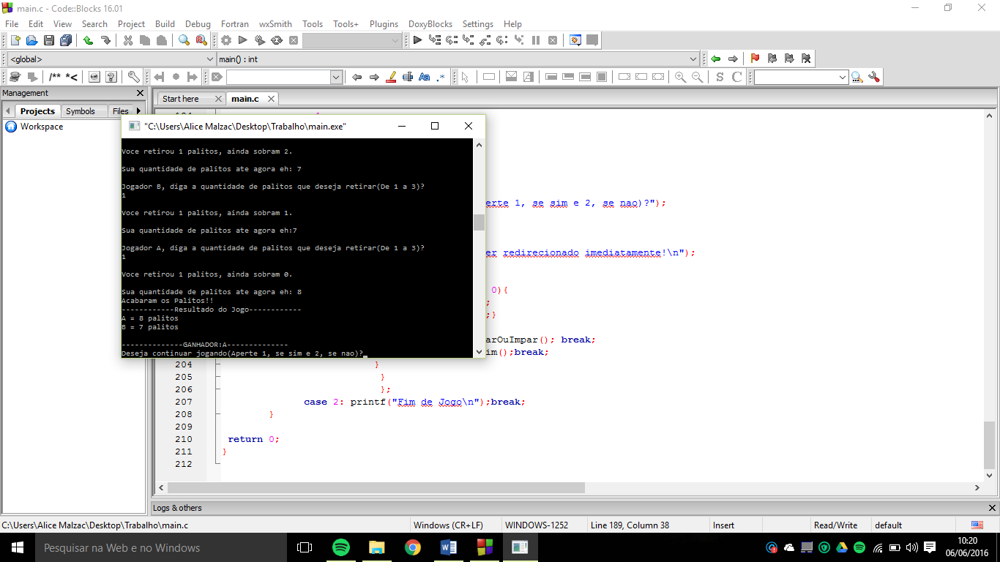 main.c - Code::Blocks 16.01
File Edit View Search Project Build Debug Fortran wxSmith Tools Tools+ Plugins DoxyBlocks Settings Help
<global> main() : int
/** *< Aa .* S C
Management
Projects Symbols Files
Workspace
Start here main.c
"C:\Users\Alice Malzac\Desktop\Trabalho\main.exe"
Voce retirou 1 palitos, ainda sobram 2.
Sua quantidade de palitos ate agora eh: 7
Jogador B, diga a quantidade de palitos que deseja retirar(De 1 a 3)?
1
Voce retirou 1 palitos, ainda sobram 1.
Sua quantidade de palitos ate agora eh:7
Jogador A, diga a quantidade de palitos que deseja retirar(De 1 a 3)?
1
Voce retirou 1 palitos, ainda sobram 0.
Sua quantidade de palitos ate agora eh: 8
Acabaram os Palitos!!
------------Resultado do Jogo------------
A = 8 palitos
B = 7 palitos
--------------GANHADOR:A--------------
Deseja continuar jogando(Aperte 1, se sim e 2, se nao)?_
erte 1, se sim e 2, se nao)?");
er redirecionado imediatamente!\n");
0){
;
;}
arOuImpar(); break;
im();break;
204 }
205 }
206 };
207 case 2: printf("Fim de Jogo\n");break;
208 }
209
210 return 0;
211 }
212
Logs & others
C:\Users\Alice Malzac\Desktop\Trabalho\main.c Windows (CR+LF) WINDOWS-1252 Line 189, Column 38 Insert Read/Write default
Pesquisar na Web e no Windows
10:20
06/06/2016